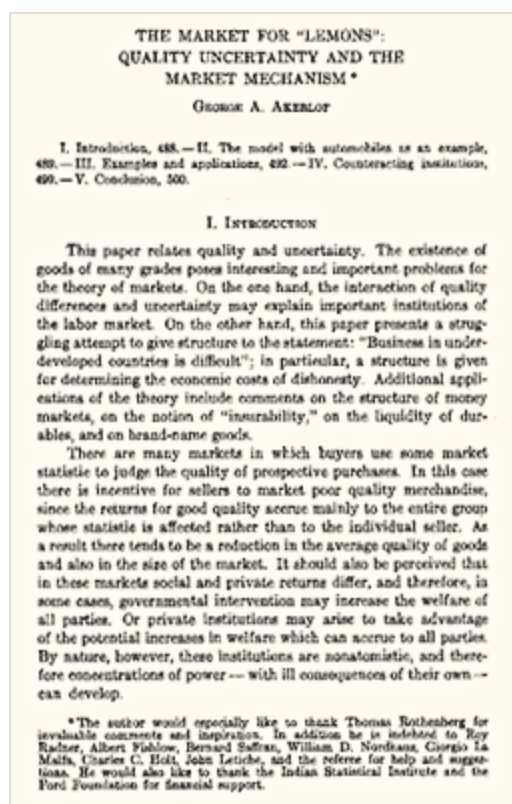 THE MARKET FOR "LEMONS":
QUALITY UNCERTAINTY AND THE
MARKET MECHANISM *
GEORGE A. AKERLOF
I. Introduction, 488. — II. The model with automobiles as an example,
489. — III. Examples and applications, 492. — IV. Counteracting institutions,
499. — V. Conclusion, 500.
I. INTRODUCTION
This paper relates quality and uncertainty. The existence of
goods of many grades poses interesting and important problems for
the theory of markets. On the one hand, the interaction of quality
differences and uncertainty may explain important institutions of
the labor market. On the other hand, this paper presents a strug-
gling attempt to give structure to the statement: "Business in under-
developed countries is difficult"; in particular, a structure is given
for determining the economic costs of dishonesty. Additional appli-
cations of the theory include comments on the structure of money
markets, on the notion of "insurability," on the liquidity of dur-
ables, and on brand-name goods.
There are many markets in which buyers use some market
statistic to judge the quality of prospective purchases. In this case
there is incentive for sellers to market poor quality merchandise,
since the returns for good quality accrue mainly to the entire group
whose statistic is affected rather than to the individual seller. As
a result there tends to be a reduction in the average quality of goods
and also in the size of the market. It should also be perceived that
in these markets social and private returns differ, and therefore, in
some cases, governmental intervention may increase the welfare of
all parties. Or private institutions may arise to take advantage
of the potential increases in welfare which can accrue to all parties.
By nature, however, these institutions are nonatomistic, and there-
fore concentrations of power — with ill consequences of their own —
can develop.
* The author would especially like to thank Thomas Rothenberg for
invaluable comments and inspiration. In addition he is indebted to Roy
Radner, Albert Fishlow, Bernard Saffran, William D. Nordhaus, Giorgio La
Malfa, Charles C. Holt, John Letiche, and the referee for help and sugges-
tions. He would also like to thank the Indian Statistical Institute and the
Ford Foundation for financial support.